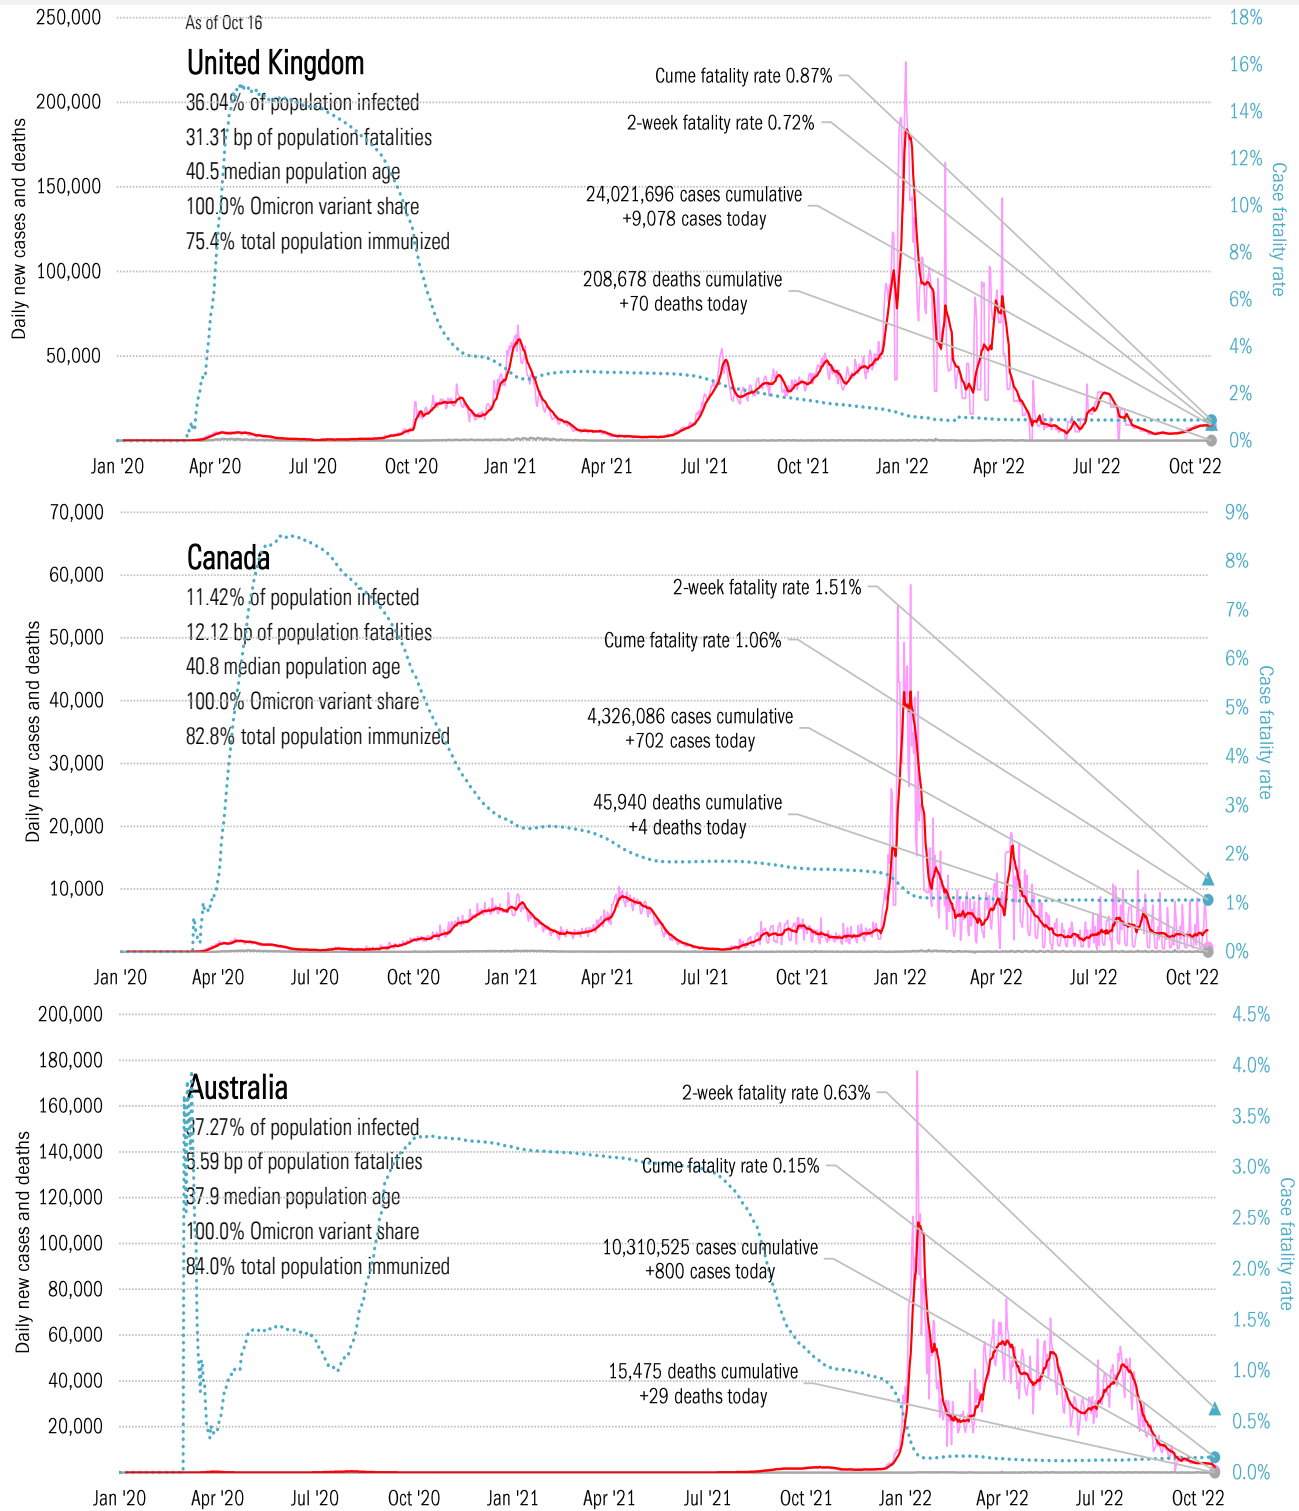 250,000
As of Oct 16
18%
United Kingdom
Cume fatality rate 0.87%
16%
200,000
36.04% of population infected
2-week fatality rate 0.72%
14%
31.31 bp of population fatalities
12%
150,000
40.5 median population age
24,021,696 cases cumulative
+9,078 cases today
10%
100.0% Omicron variant share
75.4% total population immunized
8%
100,000
208,678 deaths cumulative
+70 deaths today
6%
50,000
4%
2%
0%
Daily new cases and deaths
Case fatality rate
Jan '20 Apr '20 Jul '20 Oct '20 Jan '21 Apr '21 Jul '21 Oct '21 Jan '22 Apr '22 Jul '22 Oct '22
70,000
9%
Canada
8%
60,000
2-week fatality rate 1.51%
11.42% of population infected
7%
50,000
12.12 bp of population fatalities
Cume fatality rate 1.06%
40.8 median population age
6%
40,000
100.0% Omicron variant share
4,326,086 cases cumulative
+702 cases today
5%
82.8% total population immunized
30,000
4%
45,940 deaths cumulative
+4 deaths today
3%
20,000
2%
10,000
1%
0%
Daily new cases and deaths
Case fatality rate
Jan '20 Apr '20 Jul '20 Oct '20 Jan '21 Apr '21 Jul '21 Oct '21 Jan '22 Apr '22 Jul '22 Oct '22
200,000
4.5%
180,000
4.0%
Australia
2-week fatality rate 0.63%
160,000
37.27% of population infected
3.5%
140,000
5.59 bp of population fatalities
Cume fatality rate 0.15%
3.0%
120,000
37.9 median population age
2.5%
100.0% Omicron variant share
100,000
10,310,525 cases cumulative
+800 cases today
84.0% total population immunized
2.0%
80,000
1.5%
60,000
15,475 deaths cumulative
+29 deaths today
1.0%
40,000
0.5%
20,000
0.0%
Daily new cases and deaths
Case fatality rate
Jan '20 Apr '20 Jul '20 Oct '20 Jan '21 Apr '21 Jul '21 Oct '21 Jan '22 Apr '22 Jul '22 Oct '22